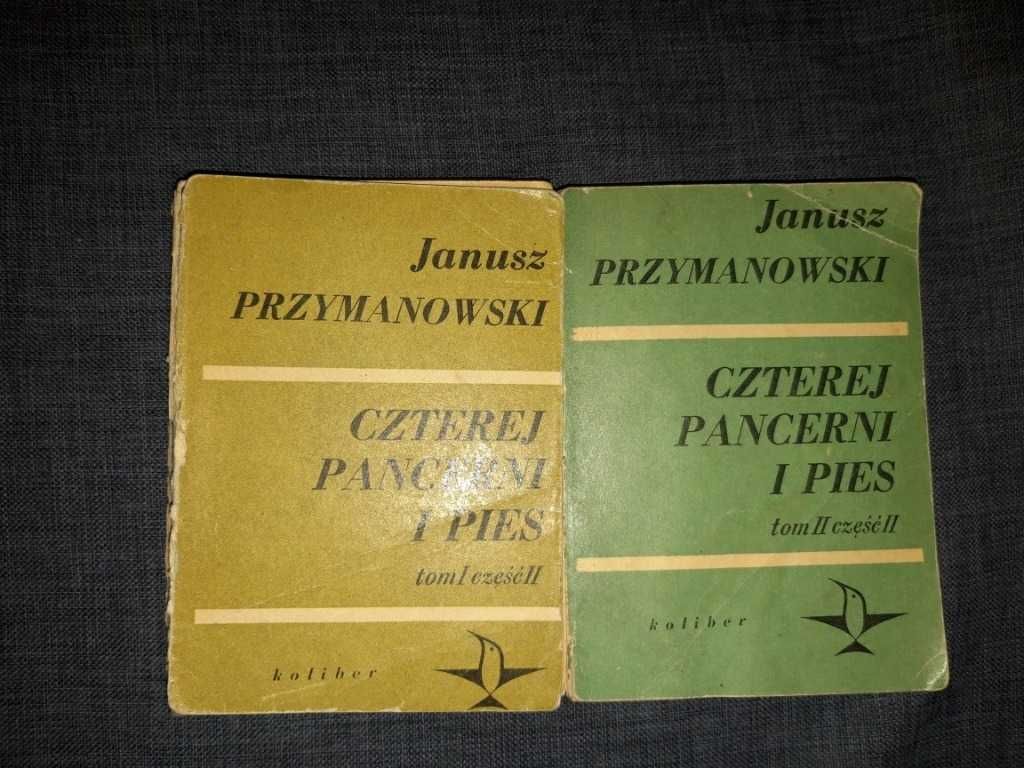 Janusz
PRZYMANOWSKI
CZTEREJ
PANCERNI
I PIES
tom I część II
koliber
Janusz
PRZYMANOWSKI
CZTEREJ
PANCERNI
I PIES
tom II część II
koliber